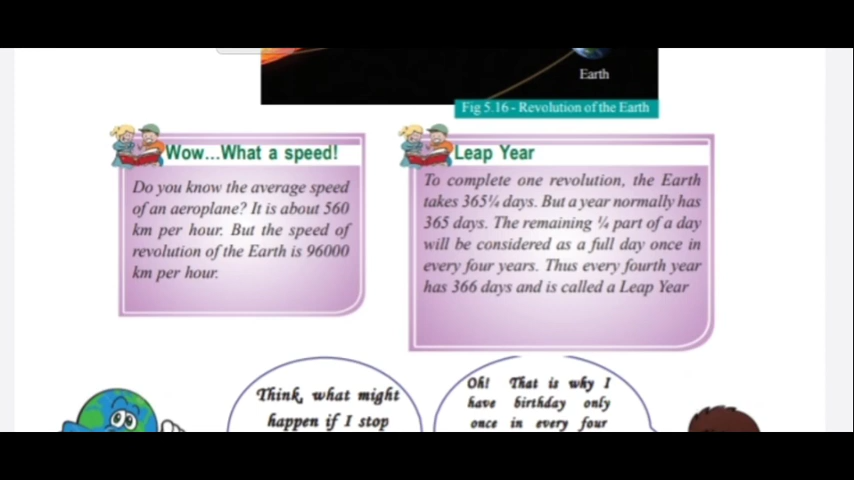 Earth
Fig 5.16 - Revolution of the Earth
Wow...What a speed!
Do you know the average speed
of an aeroplane? It is about 560
km per hour. But the speed of
revolution of the Earth is 96000
km per hour.
Leap Year
To complete one revolution, the Earth
takes 365¼ days. But a year normally has
365 days. The remaining ¼ part of a day
will be considered as a full day once in
every four years. Thus every fourth year
has 366 days and is called a Leap Year
Think, what might
happen if I stop
Oh! That is why I
have birthday only
once in every four